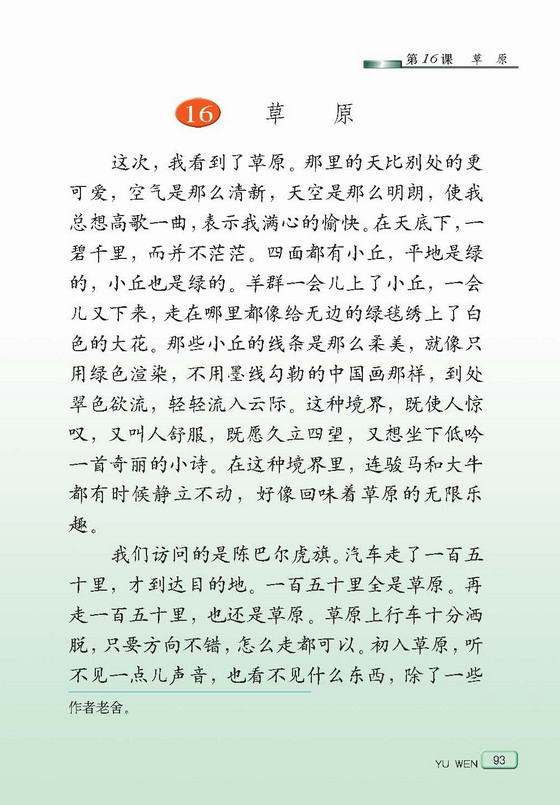 第16课 草 原
16 草 原
这次，我看到了草原。那里的天比别处的更
可爱，空气是那么清新，天空是那么明朗，使我
总想高歌一曲，表示我满心的愉快。在天底下，一
碧千里，而并不茫茫。四面都有小丘，平地是绿
的，小丘也是绿的。羊群一会儿上了小丘，一会
儿又下来，走在哪里都像给无边的绿毯绣上了白
色的大花。那些小丘的线条是那么柔美，就像只
用绿色渲染，不用墨线勾勒的中国画那样，到处
翠色欲流，轻轻流入云际。这种境界，既使人惊
叹，又叫人舒服，既愿久立四望，又想坐下低吟
一首奇丽的小诗。在这种境界里，连骏马和大牛
都有时候静立不动，好像回味着草原的无限乐
趣。
我们访问的是陈巴尔虎旗。汽车走了一百五
十里，才到达目的地。一百五十里全是草原。再
走一百五十里，也还是草原。草原上行车十分洒
脱，只要方向不错，怎么走都可以。初入草原，听
不见一点儿声音，也看不见什么东西，除了一些
作者老舍。
YU WEN 93